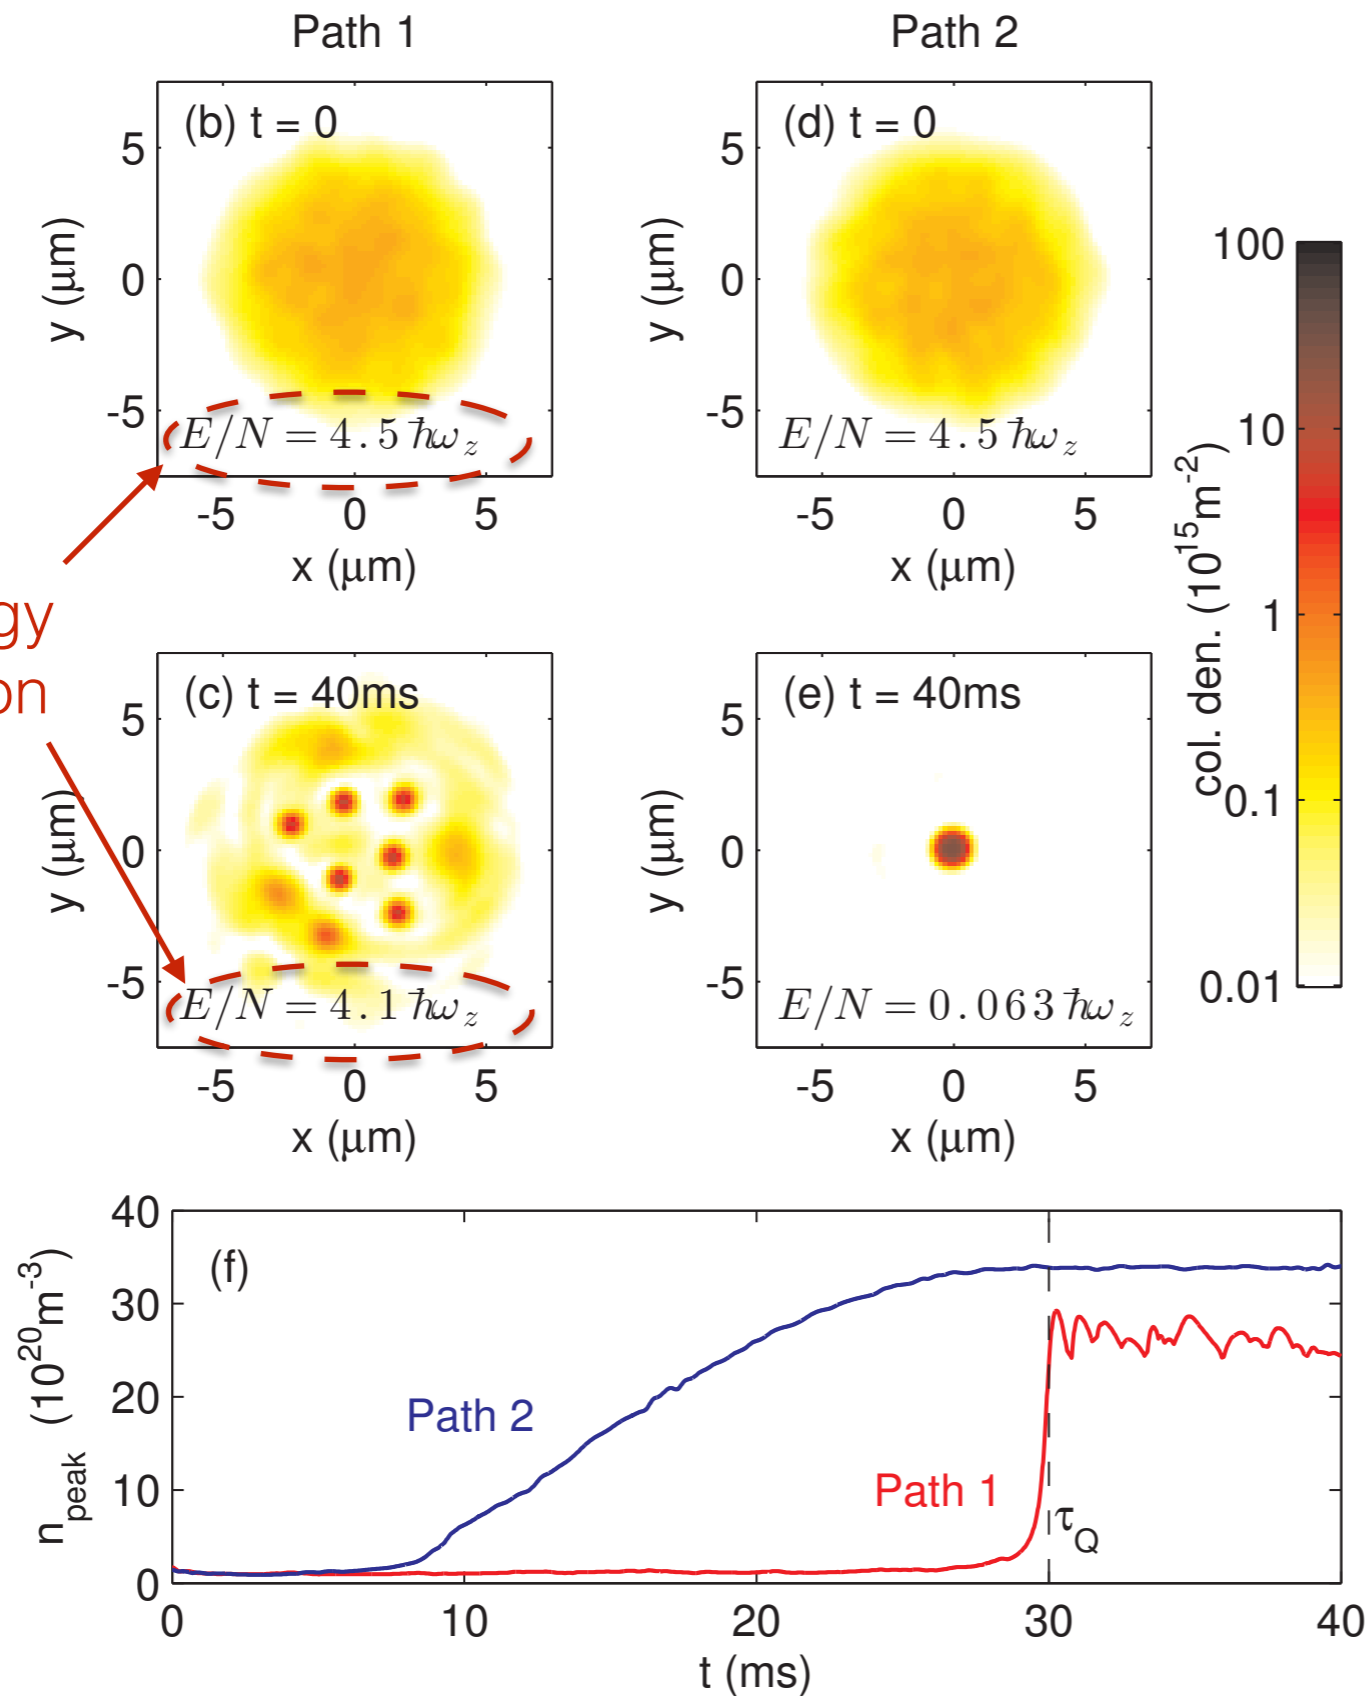 Path 1
Path 2
(b) t = 0
(d) t = 0
5
0
-5
y (μm)
E/N = 4.5 ħω_z
-5 0 5
x (μm)
5
0
-5
y (μm)
E/N = 4.5 ħω_z
-5 0 5
x (μm)
100
10
1
0.1
0.01
col. den. (10^15 m^-2)
gy
on
(c) t = 40ms
(e) t = 40ms
5
0
-5
y (μm)
E/N = 4.1 ħω_z
-5 0 5
x (μm)
5
0
-5
y (μm)
E/N = 0.063 ħω_z
-5 0 5
x (μm)
(f)
40
30
20
10
0
n_peak (10^20 m^-3)
Path 2
Path 1
τ_Q
0 10 20 30 40
t (ms)